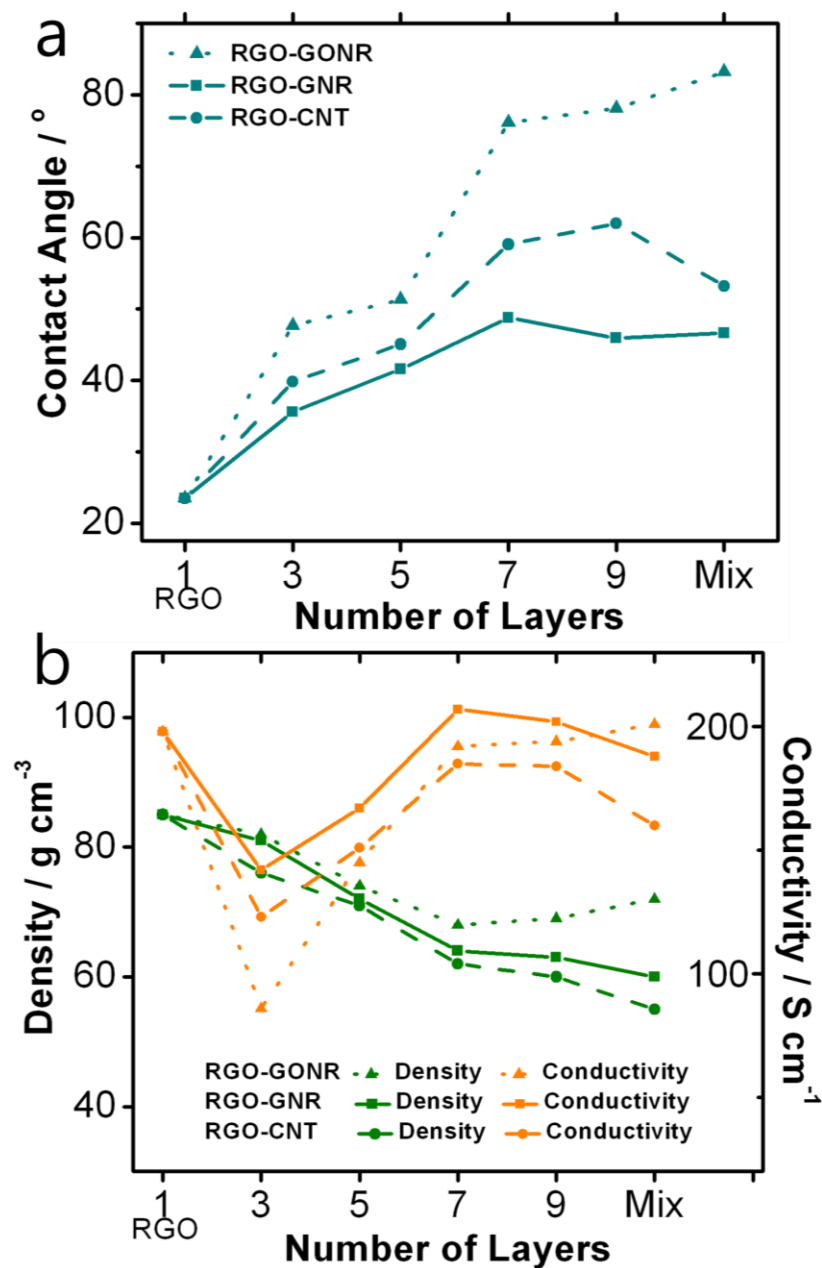 a
RGO-GONR
RGO-GNR
RGO-CNT
Contact Angle / °
80
60
40
20
1 3 5 7 9 Mix
RGO
Number of Layers
b
Density / g cm⁻³
100
80
60
40
Conductivity / S cm⁻¹
200
100
RGO-GONR Density Conductivity
RGO-GNR Density Conductivity
RGO-CNT Density Conductivity
1 3 5 7 9 Mix
RGO
Number of Layers